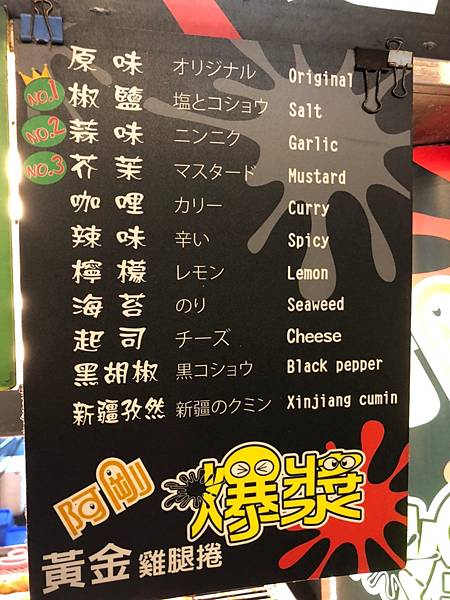 原味 オリジナル Original
NO.1 椒鹽 塩とコショウ Salt
NO.2 蒜味 ニンニク Garlic
NO.3 芥茉 マスタード Mustard
咖哩 カリー Curry
辣味 辛い Spicy
檸檬 レモン Lemon
海苔 のり Seaweed
起司 チーズ Cheese
黑胡椒 黒コショウ Black pepper
新疆孜然 新疆のクミン Xinjiang cumin
阿剛 爆漿
黃金雞腿捲